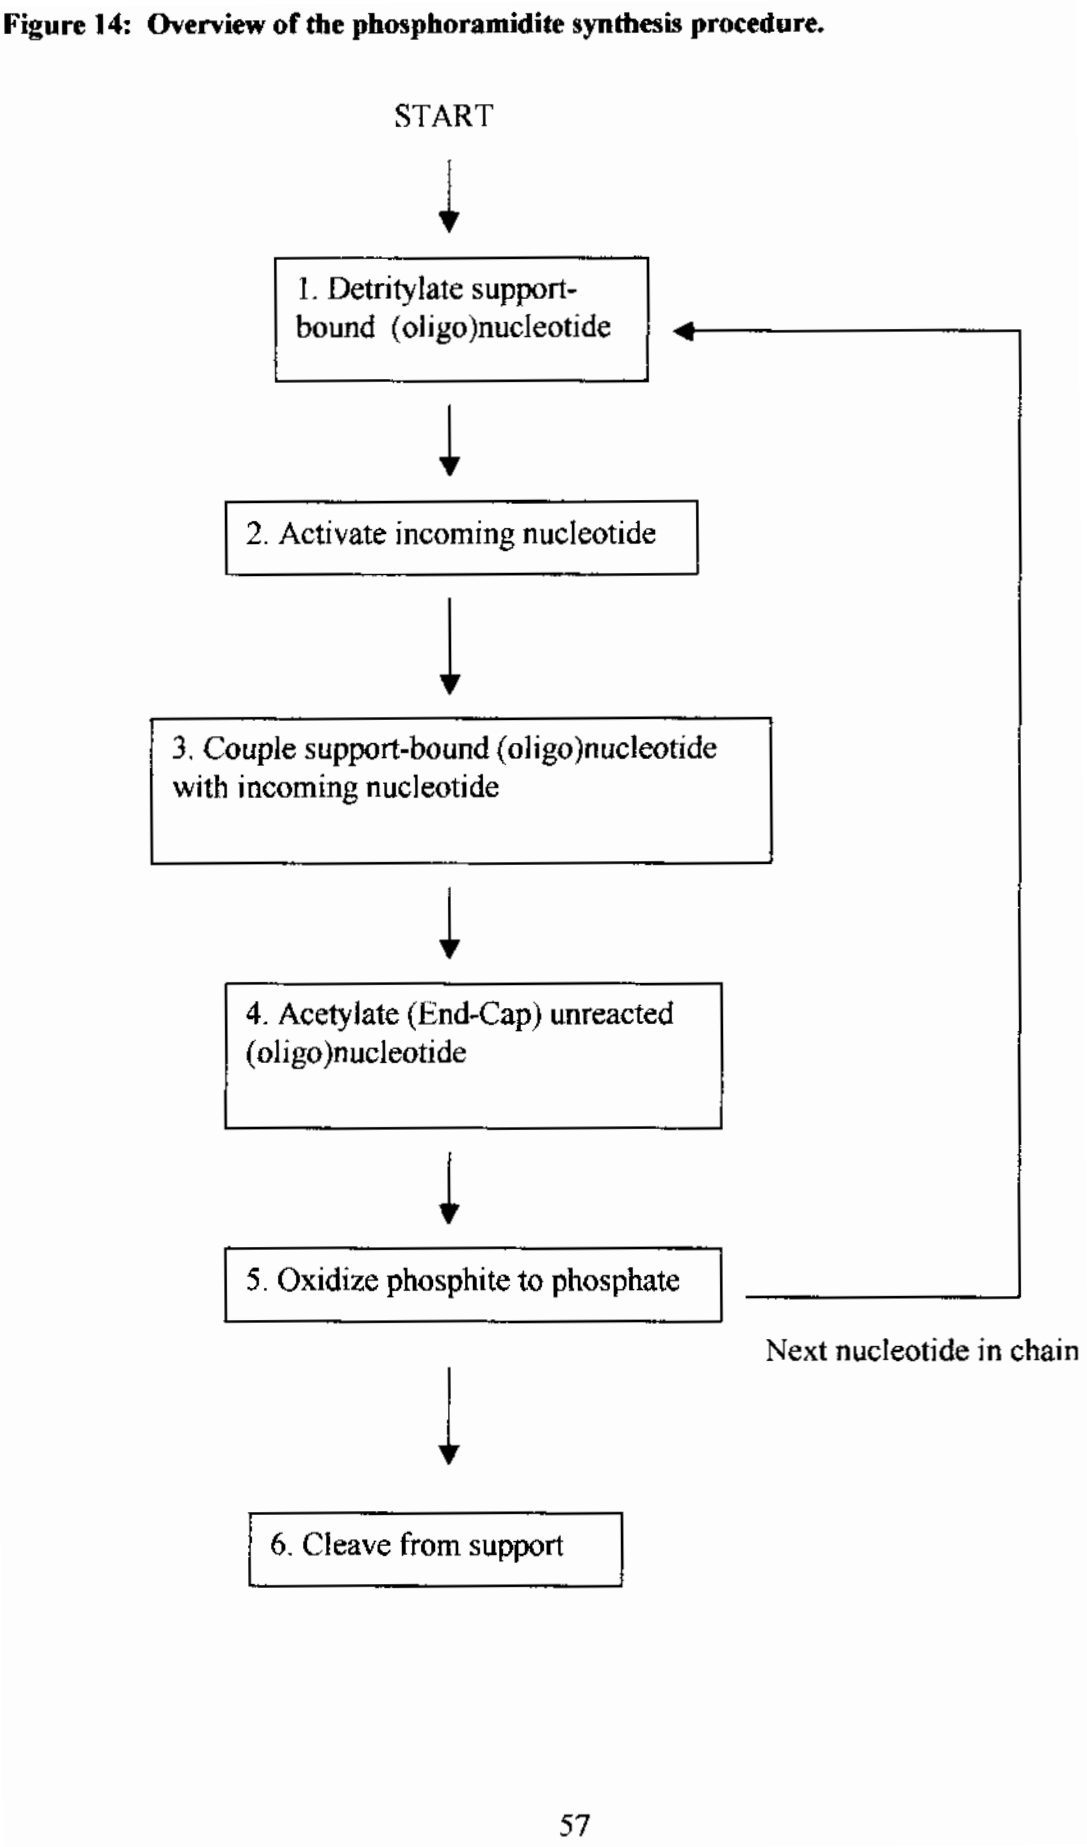 Figure 14: Overview of the phosphoramidite synthesis procedure.
START
1. Detritylate support-
bound (oligo)nucleotide
2. Activate incoming nucleotide
3. Couple support-bound (oligo)nucleotide
with incoming nucleotide
4. Acetylate (End-Cap) unreacted
(oligo)nucleotide
5. Oxidize phosphite to phosphate
Next nucleotide in chain
6. Cleave from support
57